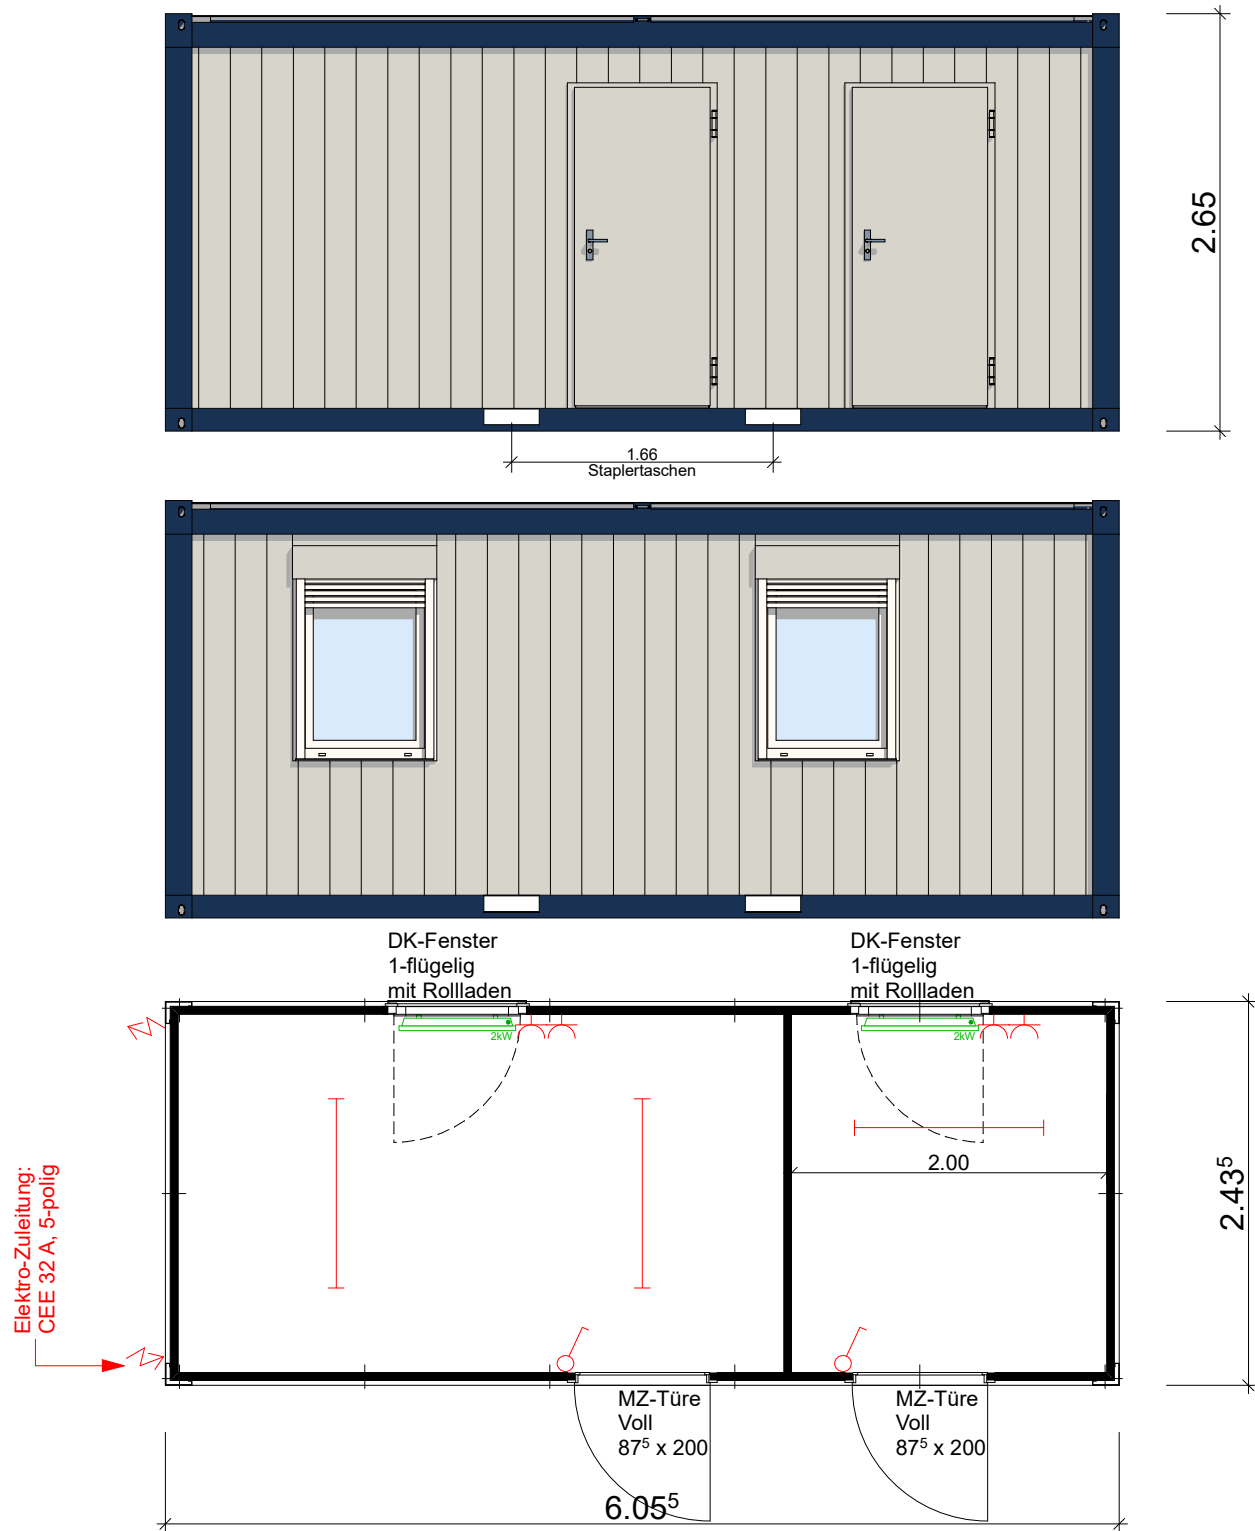 2.65
1.66
Staplertaschen
DK-Fenster
1-flügelig
mit Rollladen
DK-Fenster
1-flügelig
mit Rollladen
2kW
2kW
2.00
2.43⁵
Elektro-Zuleitung:
CEE 32 A, 5-polig
MZ-Türe
Voll
87⁵ x 200
MZ-Türe
Voll
87⁵ x 200
6.05⁵